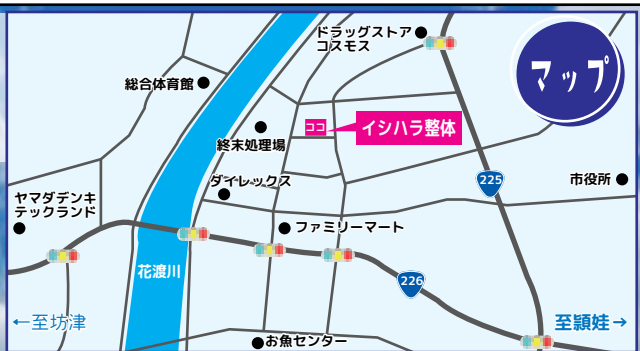 ドラッグストア
コスモス
マップ
総合体育館
ココ
イシハラ整体
終末処理場
ダイレックス
225
市役所
ヤマダデンキ
テックランド
ファミリーマート
花渡川
226
←至坊津
至頴娃→
お魚センター